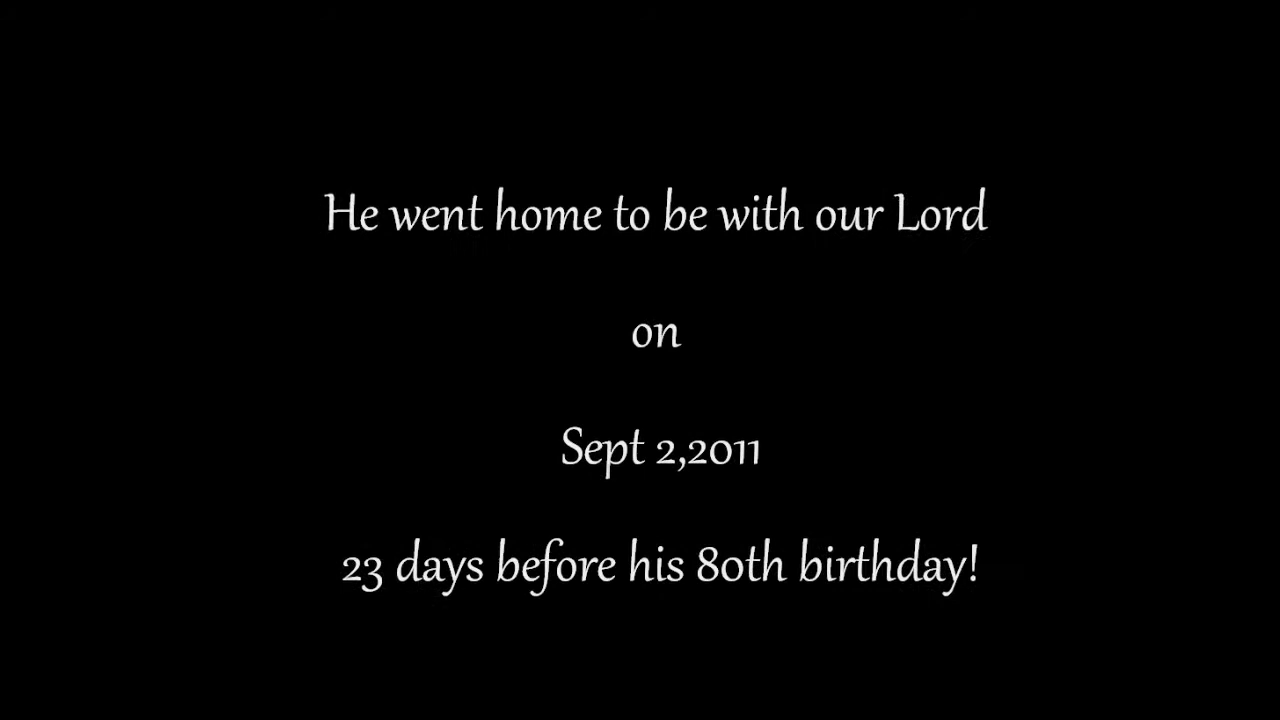 He went home to be with our Lord
on
Sept 2,2011
23 days before his 80th birthday!